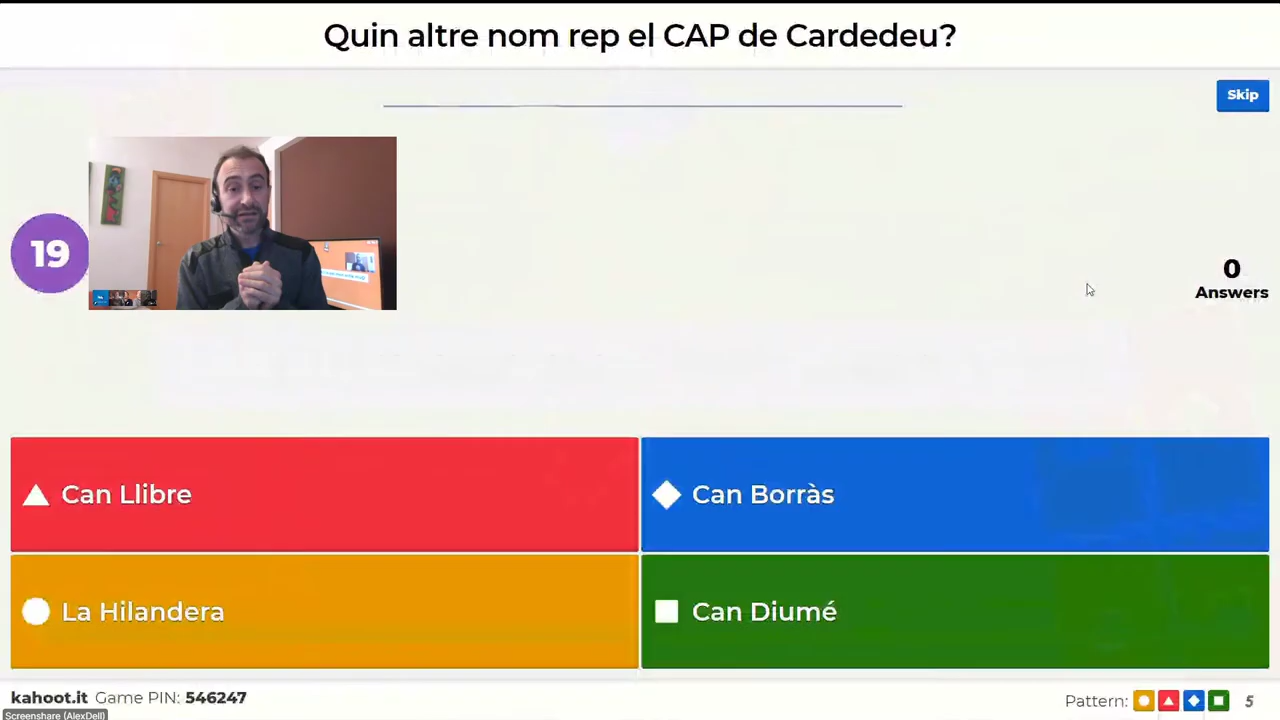 Quin altre nom rep el CAP de Cardedeu?
Skip
19
0
Answers
Can Llibre
Can Borràs
La Hilandera
Can Diumé
kahoot.it Game PIN: 546247
Pattern:
5
Screenshare (AlexDell)